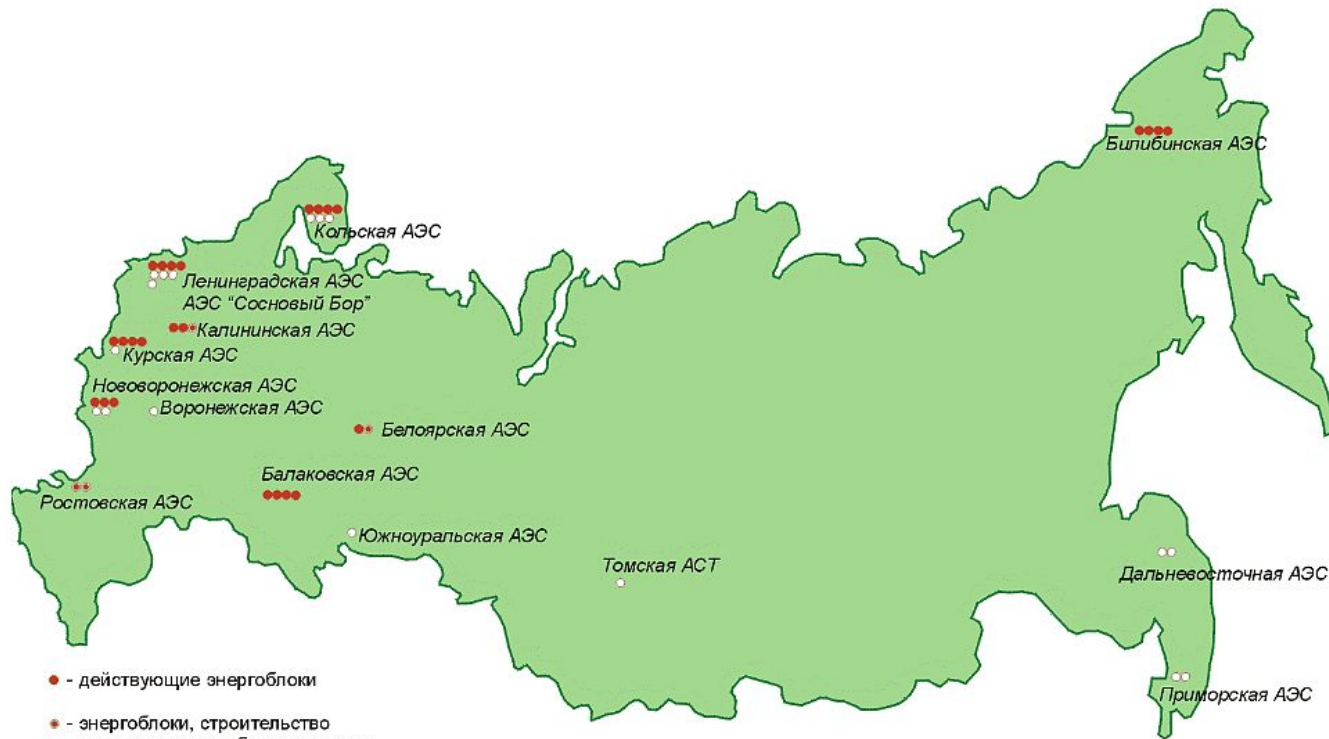 Билибинская АЭС
Кольская АЭС
Ленинградская АЭС
АЭС "Сосновый Бор"
Калининская АЭС
Курская АЭС
Нововоронежская АЭС
Воронежская АЭС
Белоярская АЭС
Балаковская АЭС
Ростовская АЭС
Южноуральская АЭС
Томская АСТ
Дальневосточная АЭС
Приморская АЭС
- действующие энергоблоки
- энергоблоки, строительство